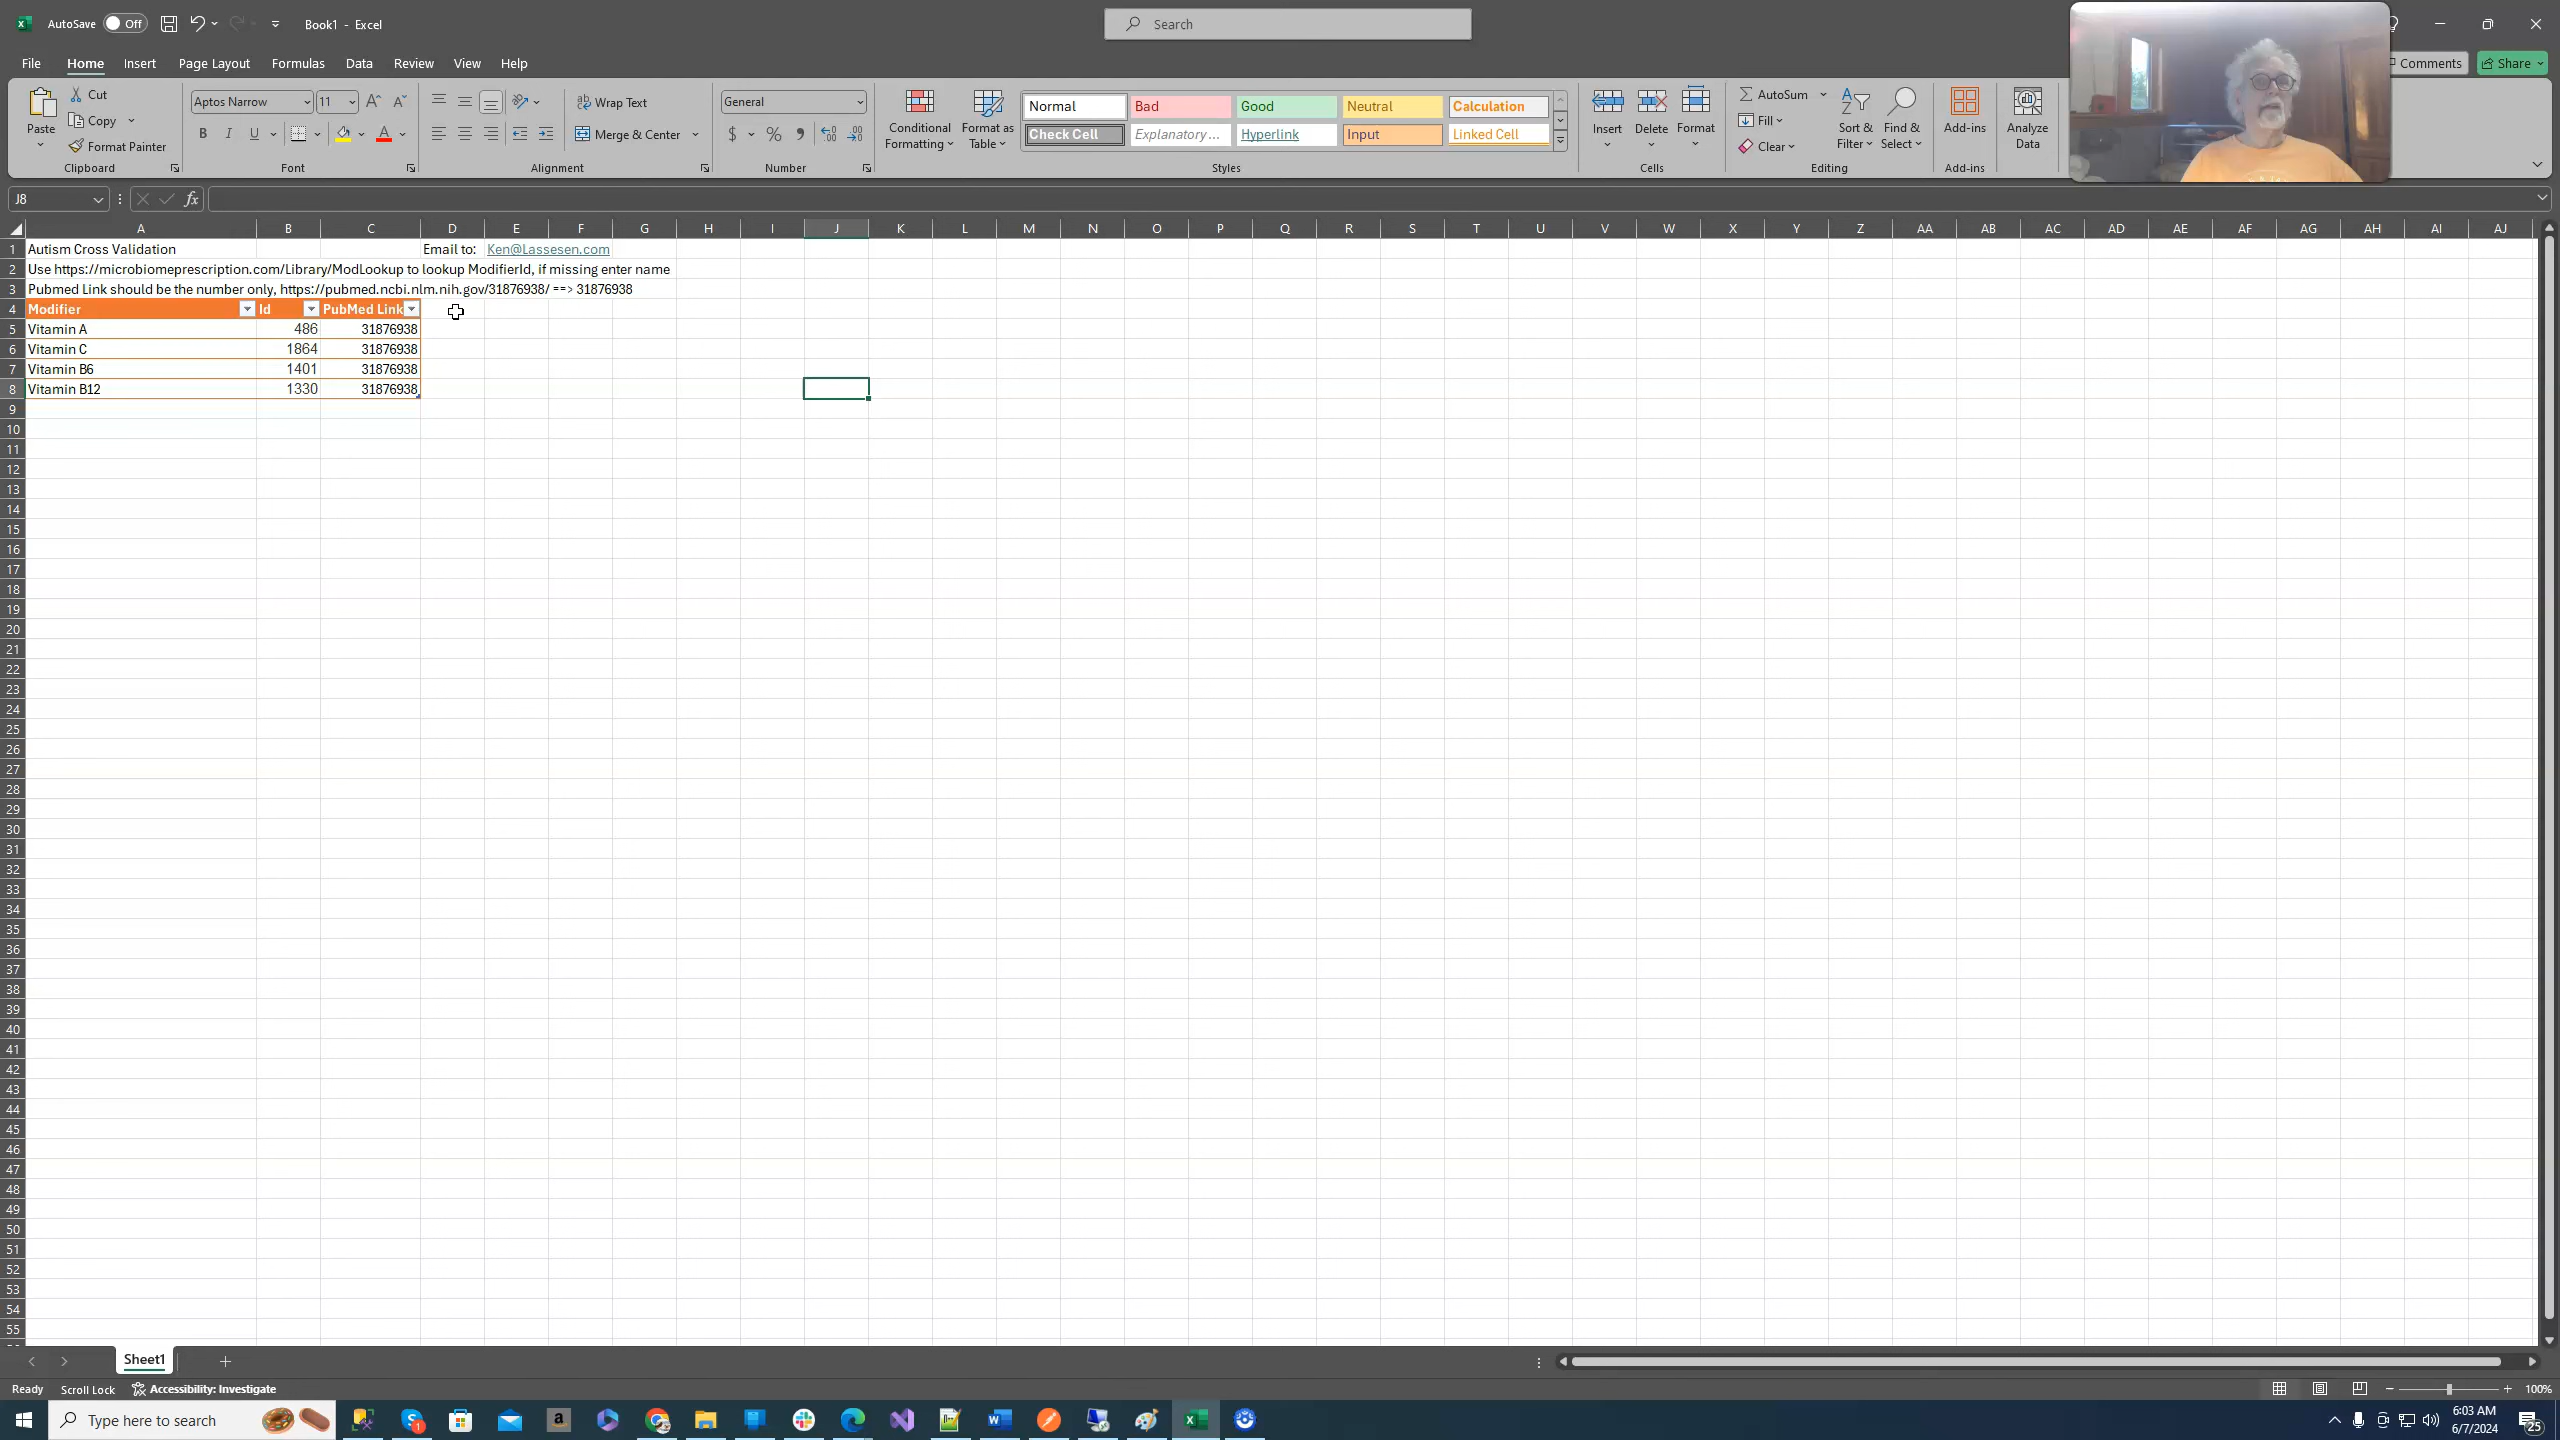 AutoSave Off Book1 - Excel Search
File Home Insert Page Layout Formulas Data Review View Help Comments Share
Paste Cut Copy Format Painter Clipboard
Aptos Narrow 11 B I U A Font
Wrap Text Merge & Center Alignment
General $ % Number
Conditional Formatting Format as Table
Normal Bad Good Neutral Calculation
Check Cell Explanatory ... Hyperlink Input Linked Cell
Styles
Insert Delete Format Cells
AutoSum Fill Clear Sort & Filter Find & Select Editing
Add-ins Add-ins
Analyze Data
J8 fx
A B C D E F G H I J K L M N O P Q R S T U V W X Y Z AA AB AC AD AE AF AG AH AI AJ
1 Autism Cross Validation Email to: Ken@Lassesen.com
2 Use https://microbiomeprescription.com/Library/ModLookup to lookup ModifierId, if missing enter name
3 Pubmed Link should be the number only, https://pubmed.ncbi.nlm.nih.gov/31876938/ ==> 31876938
4 Modifier Id PubMed Link
5 Vitamin A 486 31876938
6 Vitamin C 1864 31876938
7 Vitamin B6 1401 31876938
8 Vitamin B12 1330 31876938
9
10
11
12
13
14
15
16
17
18
19
20
21
22
23
24
25
26
27
28
29
30
31
32
33
34
35
36
37
38
39
40
41
42
43
44
45
46
47
48
49
50
51
52
53
54
55
Sheet1
Ready Scroll Lock Accessibility: Investigate 100%
Type here to search 6:03 AM
6/7/2024 25